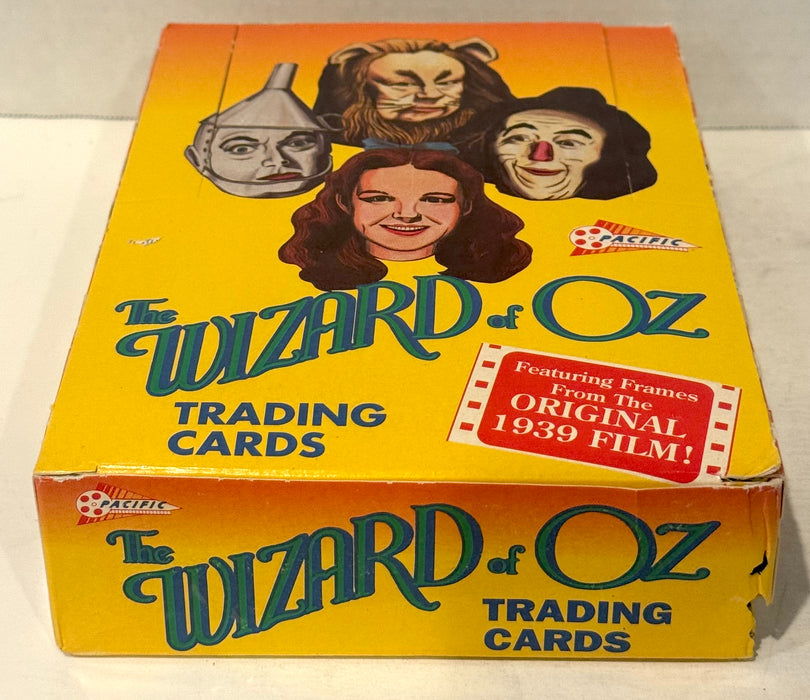 PACIFIC
The
WIZARD of OZ
TRADING
CARDS
Featuring Frames
From The
ORIGINAL
1939 FILM!
PACIFIC
The
WIZARD of OZ
TRADING
CARDS